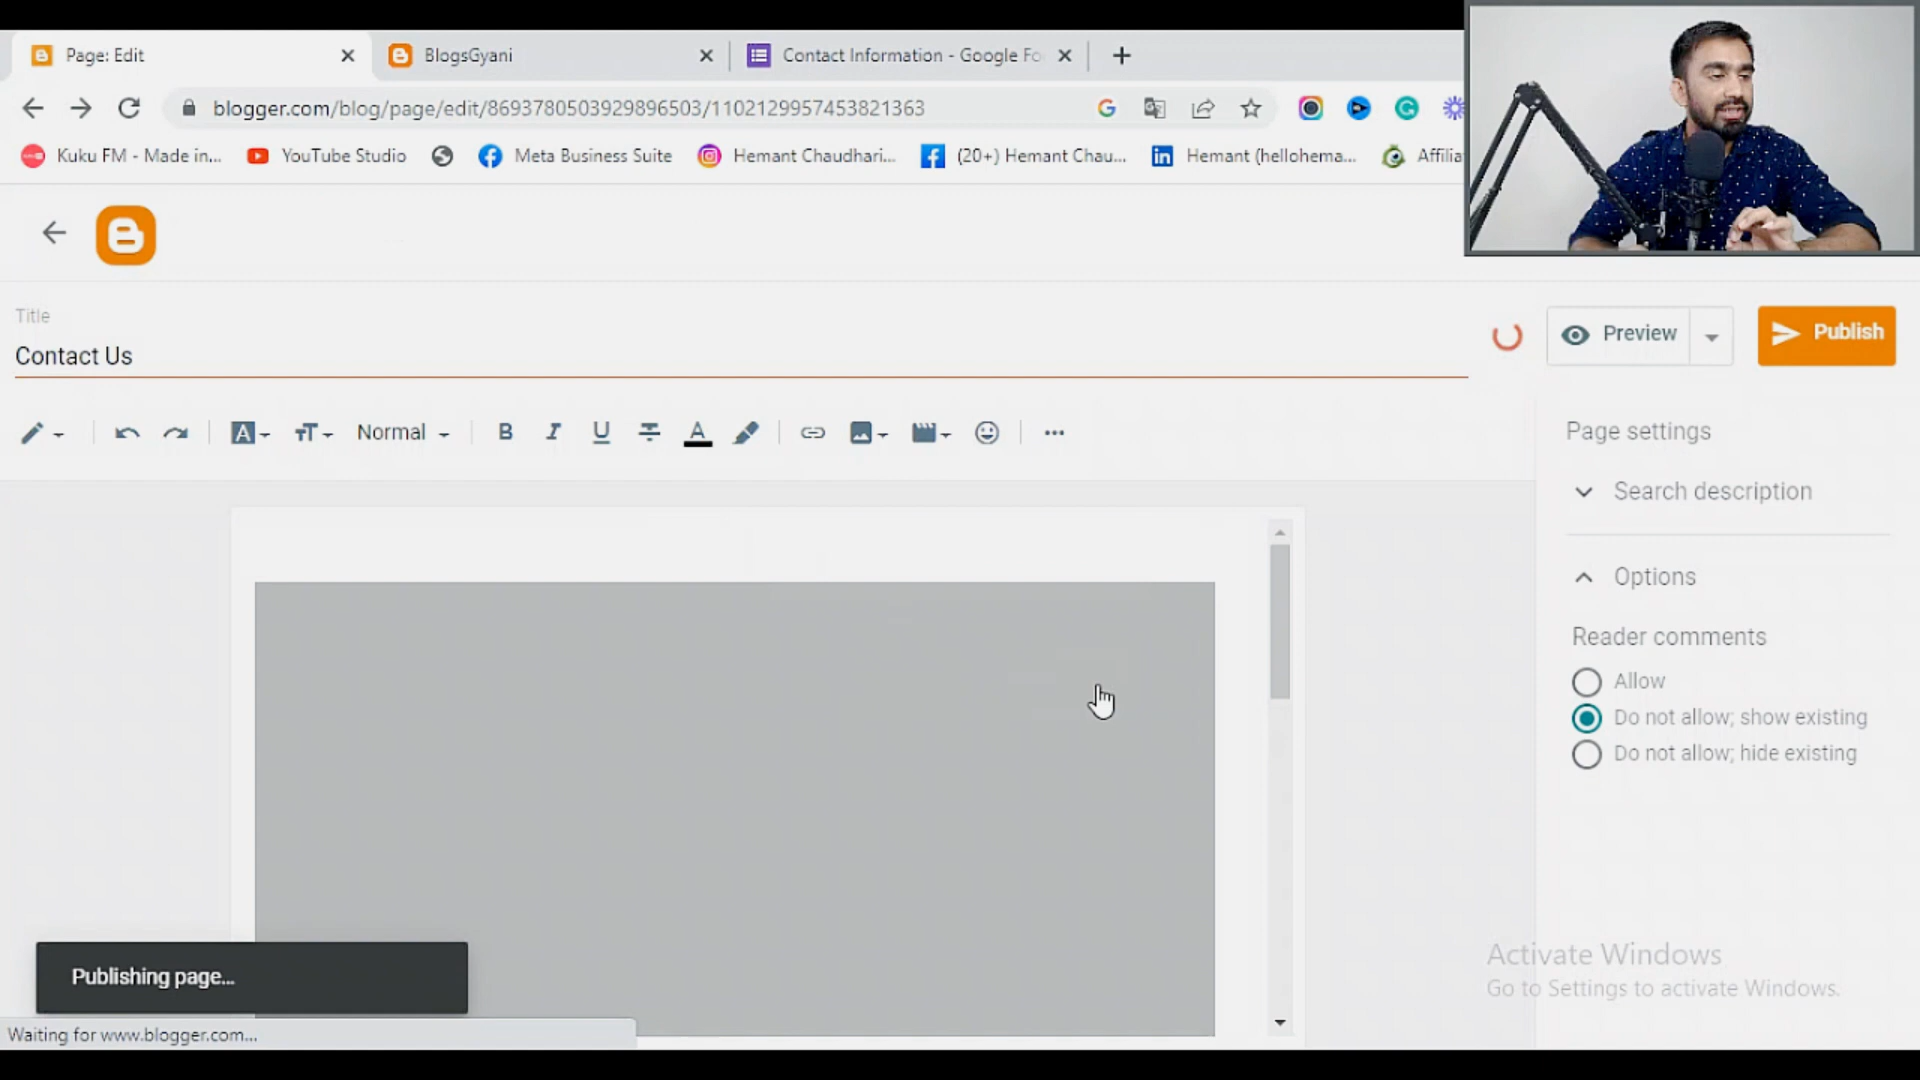 Page: Edit
BlogsGyani
Contact Information - Google Fo
blogger.com/blog/page/edit/8693780503929896503/1102129957453821363
Kuku FM - Made in...
YouTube Studio
Meta Business Suite
Hemant Chaudhari...
(20+) Hemant Chau...
Hemant (hellohema...
Affilia
Title
Contact Us
Preview
Publish
Normal
Page settings
Search description
Options
Reader comments
Allow
Do not allow; show existing
Do not allow; hide existing
Publishing page...
Waiting for www.blogger.com...
Activate Windows
Go to Settings to activate Windows.